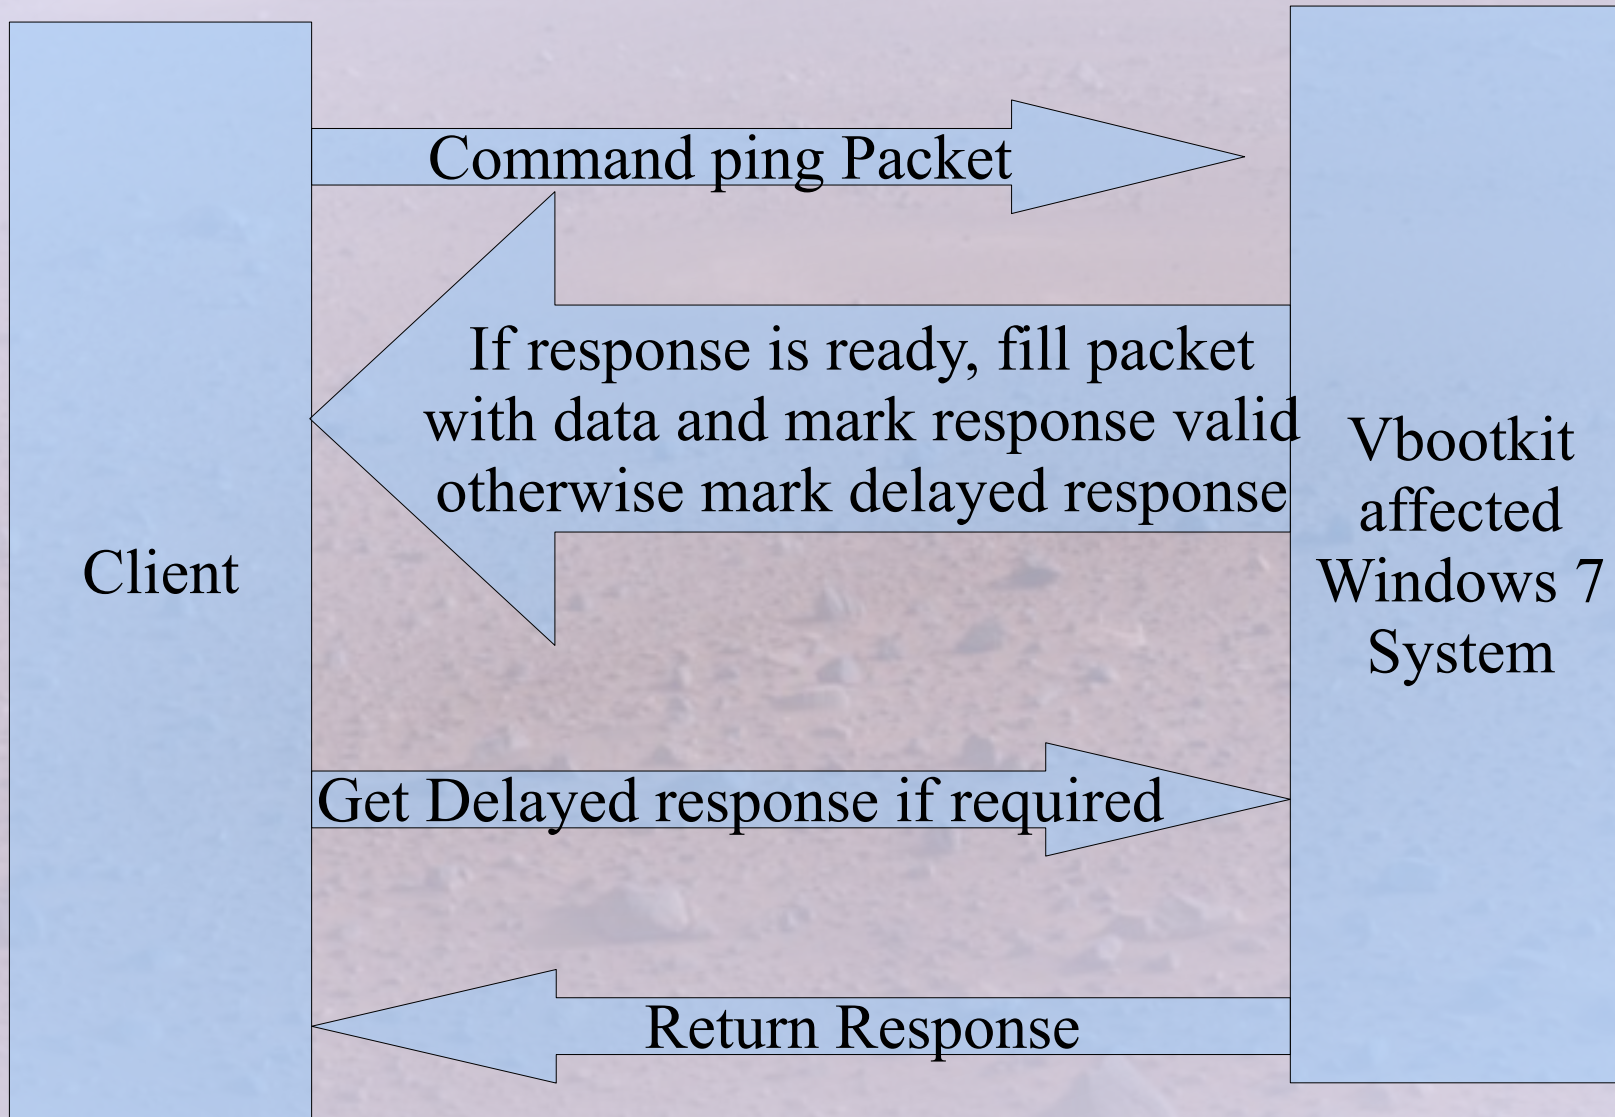 Command ping Packet
If response is ready, fill packet
with data and mark response valid
otherwise mark delayed response
Client
Vbootkit
affected
Windows 7
System
Get Delayed response if required
Return Response